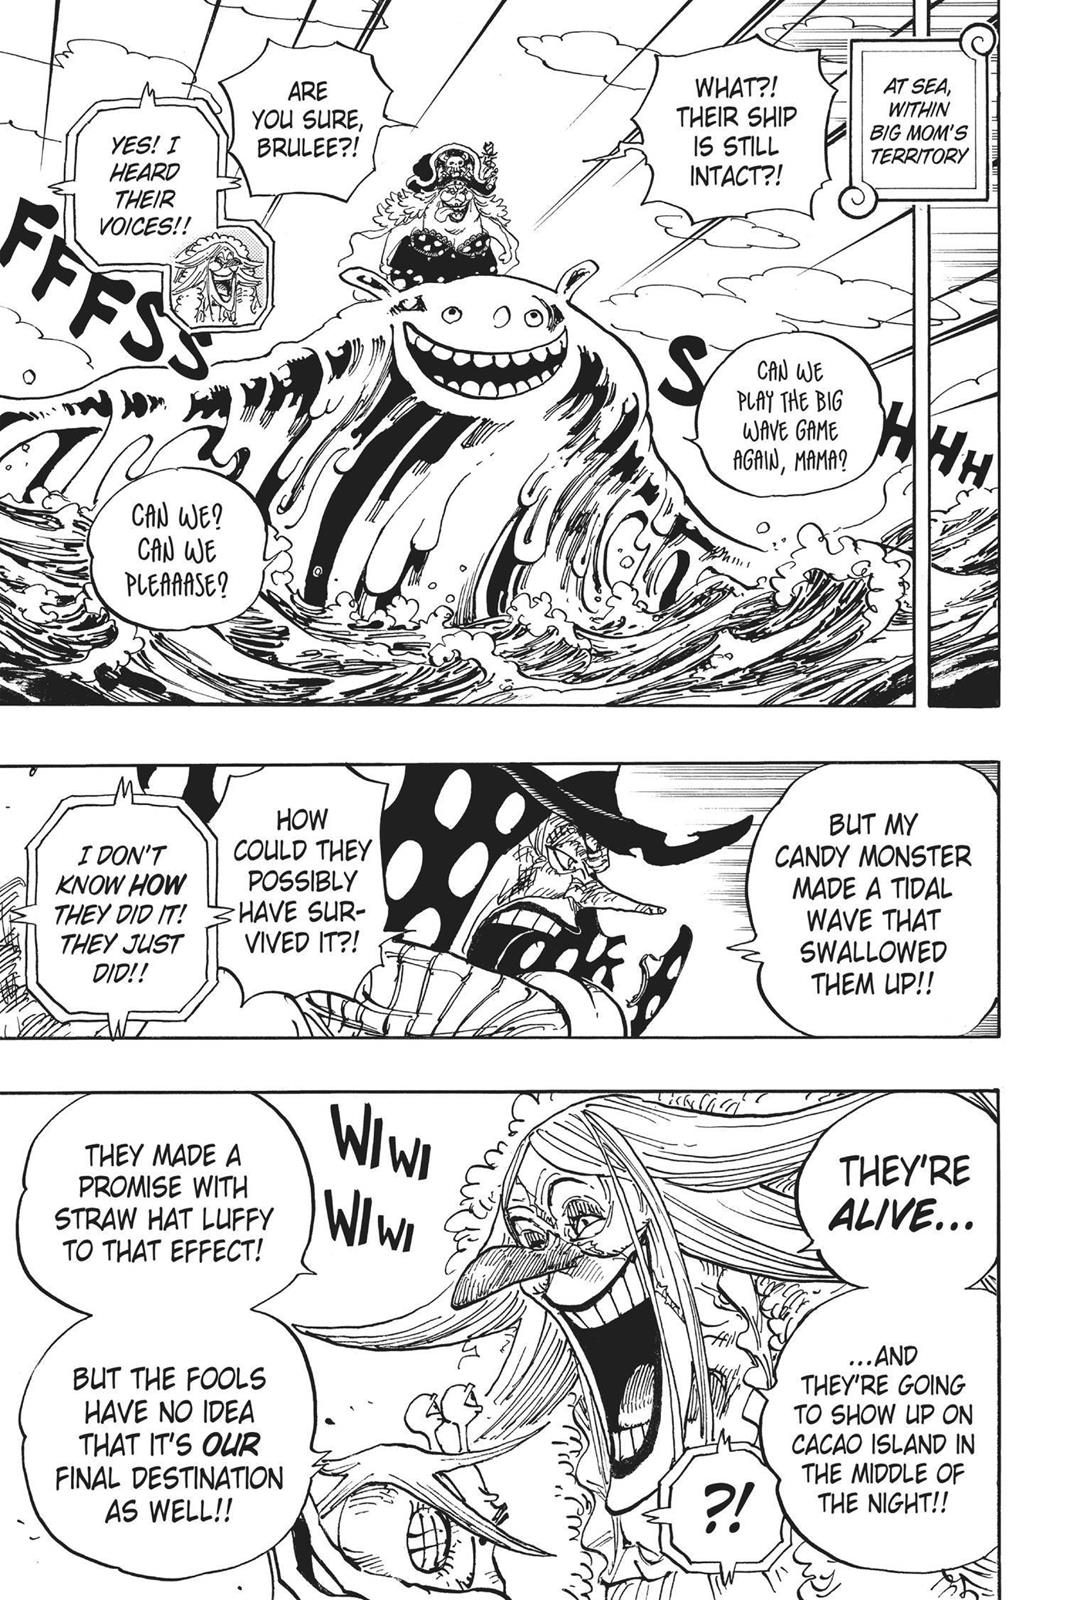 AT SEA,
WITHIN
BIG MOM'S
TERRITORY
WHAT?!
THEIR SHIP
IS STILL
INTACT?!
ARE
YOU SURE,
BRULEE?!
YES! I
HEARD
THEIR
VOICES!!
FFFSS
S HHH
CAN WE
PLAY THE BIG
WAVE GAME
AGAIN, MAMA?
CAN WE?
CAN WE
PLEAAASE?
BUT MY
CANDY MONSTER
MADE A TIDAL
WAVE THAT
SWALLOWED
THEM UP!!
HOW
COULD THEY
POSSIBLY
HAVE SUR-
VIVED IT?!
I DON'T
KNOW HOW
THEY DID IT!
THEY JUST
DID!!
THEY'RE
ALIVE...
...AND
THEY'RE GOING
TO SHOW UP ON
CACAO ISLAND IN
THE MIDDLE OF
THE NIGHT!!
?!
WIWI
WIWI
THEY MADE A
PROMISE WITH
STRAW HAT LUFFY
TO THAT EFFECT!
BUT THE FOOLS
HAVE NO IDEA
THAT IT'S OUR
FINAL DESTINATION
AS WELL!!